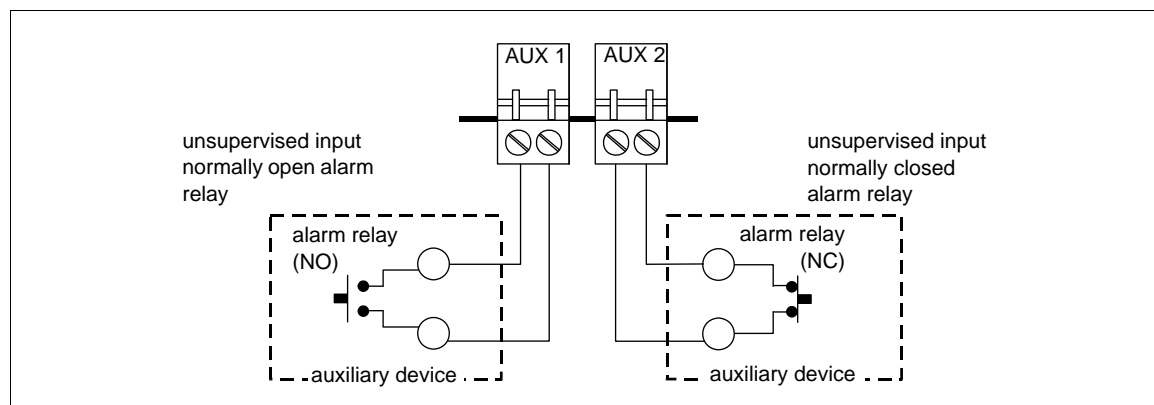 AUX 1
AUX 2
unsupervised input
normally open alarm
relay
unsupervised input
normally closed
alarm relay
alarm relay
(NO)
auxiliary device
alarm relay
(NC)
auxiliary device